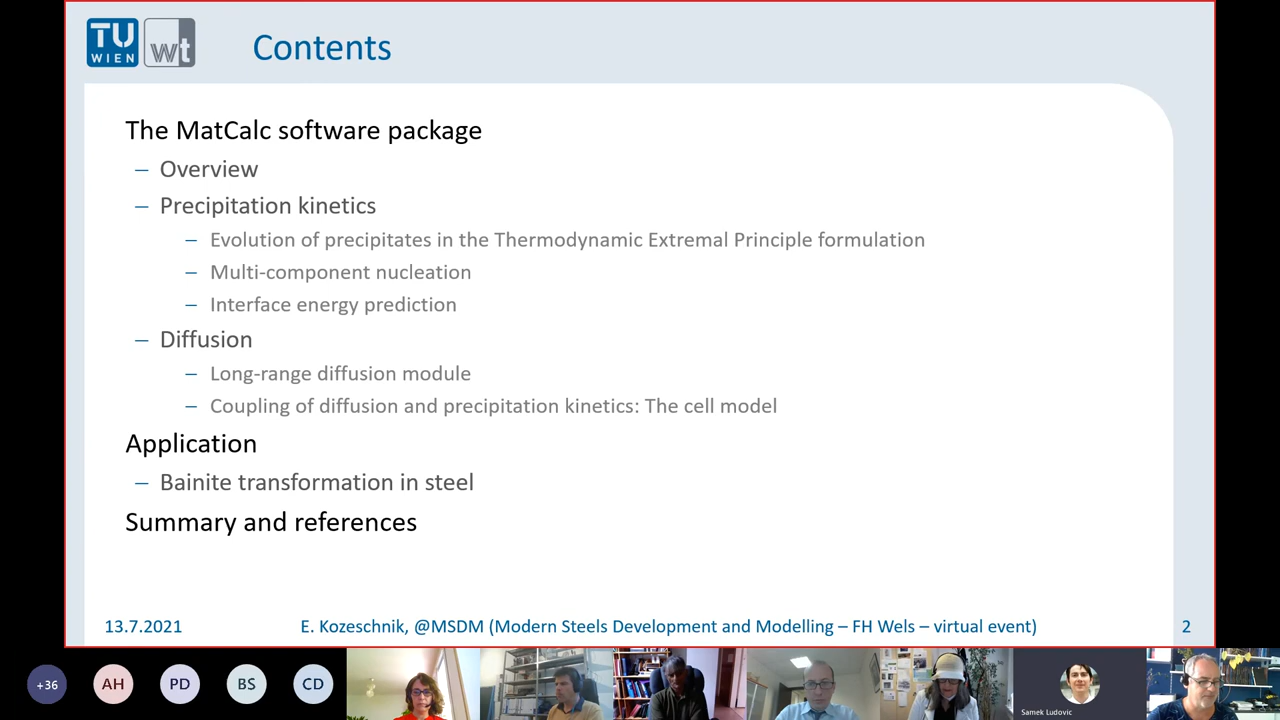 TU
WIEN
wt
Contents
The MatCalc software package
– Overview
– Precipitation kinetics
– Evolution of precipitates in the Thermodynamic Extremal Principle formulation
– Multi-component nucleation
– Interface energy prediction
– Diffusion
– Long-range diffusion module
– Coupling of diffusion and precipitation kinetics: The cell model
Application
– Bainite transformation in steel
Summary and references
13.7.2021
E. Kozeschnik, @MSDM (Modern Steels Development and Modelling – FH Wels – virtual event)
2
+36
AH
PD
BS
CD
Samek Ludovic